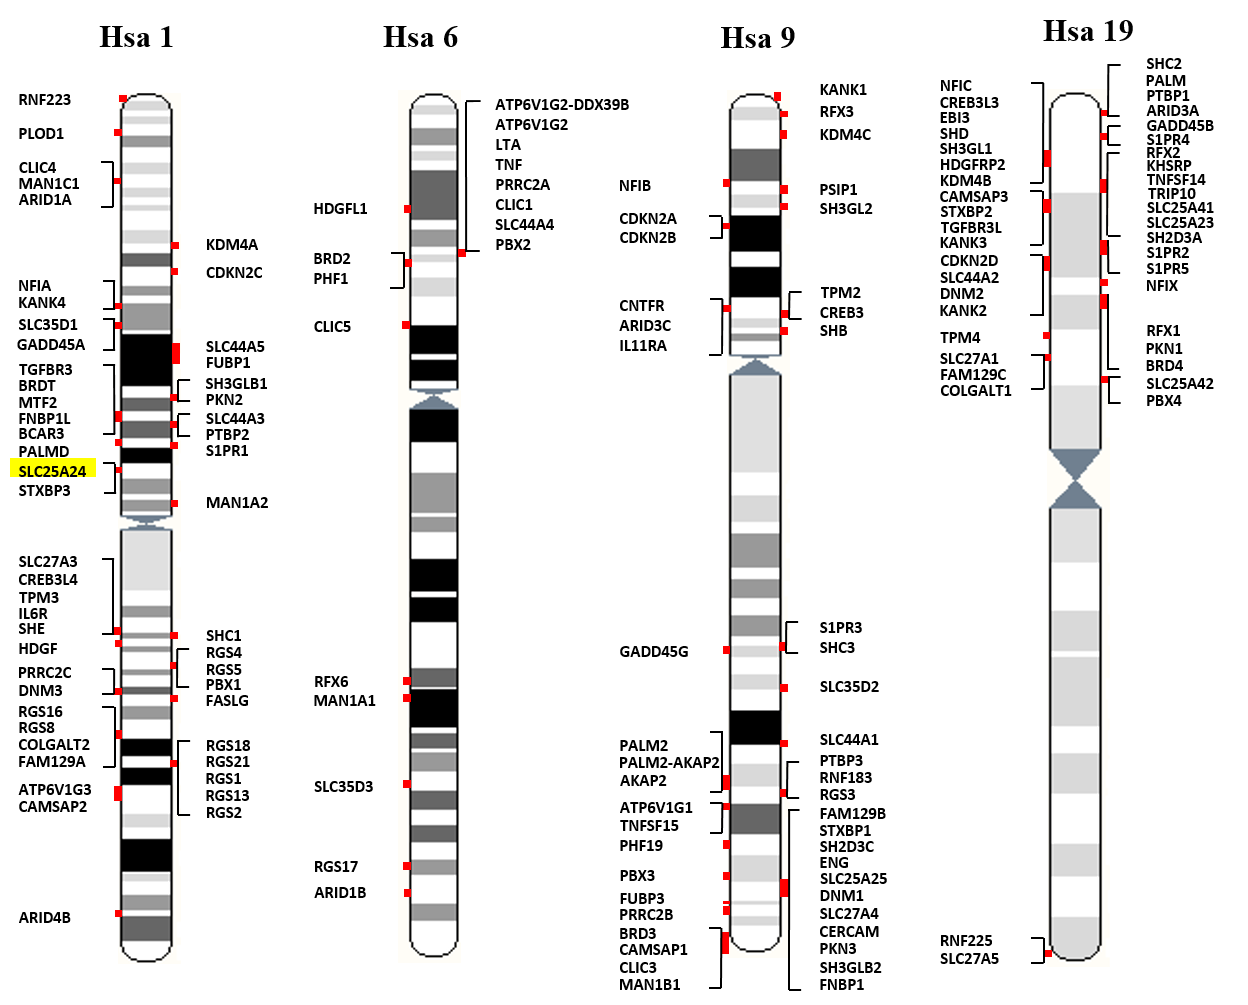 Hsa 1
RNF223
PLOD1
CLIC4
MAN1C1
ARID1A
NFIA
KANK4
SLC35D1
GADD45A
TGFBR3
BRDT
MTF2
FNBP1L
BCAR3
PALMD
SLC25A24
STXBP3
SLC27A3
CREB3L4
TPM3
IL6R
SHE
HDGF
PRRC2C
DNM3
RGS16
RGS8
COLGALT2
FAM129A
ATP6V1G3
CAMSAP2
ARID4B
KDM4A
CDKN2C
SLC44A5
FUBP1
SH3GLB1
PKN2
SLC44A3
PTBP2
S1PR1
MAN1A2
SHC1
RGS4
RGS5
PBX1
FASLG
RGS18
RGS21
RGS1
RGS13
RGS2
Hsa 6
HDGFL1
BRD2
PHF1
CLIC5
RFX6
MAN1A1
SLC35D3
RGS17
ARID1B
ATP6V1G2-DDX39B
ATP6V1G2
LTA
TNF
PRRC2A
CLIC1
SLC44A4
PBX2
Hsa 9
NFIB
CDKN2A
CDKN2B
CNTFR
ARID3C
IL11RA
GADD45G
PALM2
PALM2-AKAP2
AKAP2
ATP6V1G1
TNFSF15
PHF19
PBX3
FUBP3
PRRC2B
BRD3
CAMSAP1
CLIC3
MAN1B1
KANK1
RFX3
KDM4C
PSIP1
SH3GL2
TPM2
CREB3
SHB
S1PR3
SHC3
SLC35D2
SLC44A1
PTBP3
RNF183
RGS3
FAM129B
STXBP1
SH2D3C
ENG
SLC25A25
DNM1
SLC27A4
CERCAM
PKN3
SH3GLB2
FNBP1
Hsa 19
NFIC
CREB3L3
EBI3
SHD
SH3GL1
HDGFRP2
KDM4B
CAMSAP3
STXBP2
TGFBR3L
KANK3
CDKN2D
SLC44A2
DNM2
KANK2
TPM4
SLC27A1
FAM129C
COLGALT1
RNF225
SLC27A5
SHC2
PALM
PTBP1
ARID3A
GADD45B
S1PR4
RFX2
KHSRP
TNFSF14
TRIP10
SLC25A41
SLC25A23
SH2D3A
S1PR2
S1PR5
NFIX
RFX1
PKN1
BRD4
SLC25A42
PBX4